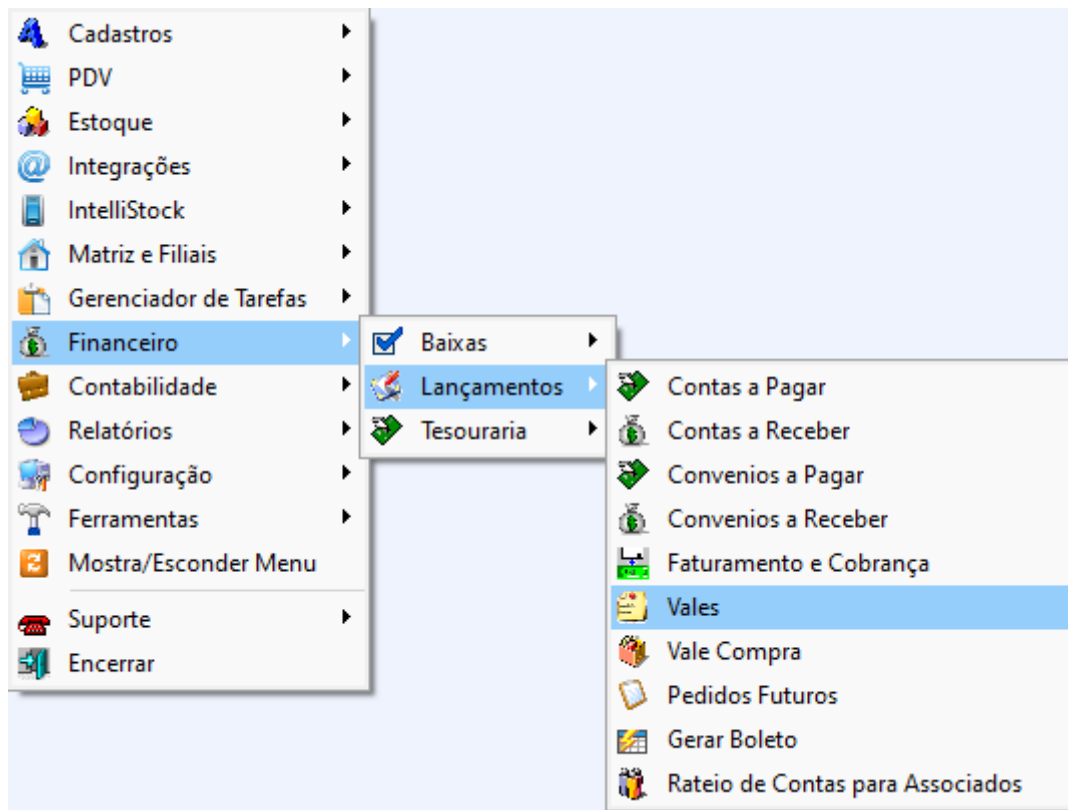 Cadastros
PDV
Estoque
Integrações
IntelliStock
Matriz e Filiais
Gerenciador de Tarefas
Financeiro
Contabilidade
Relatórios
Configuração
Ferramentas
Mostra/Esconder Menu
Suporte
Encerrar
Baixas
Lançamentos
Tesouraria
Contas a Pagar
Contas a Receber
Convenios a Pagar
Convenios a Receber
Faturamento e Cobrança
Vales
Vale Compra
Pedidos Futuros
Gerar Boleto
Rateio de Contas para Associados